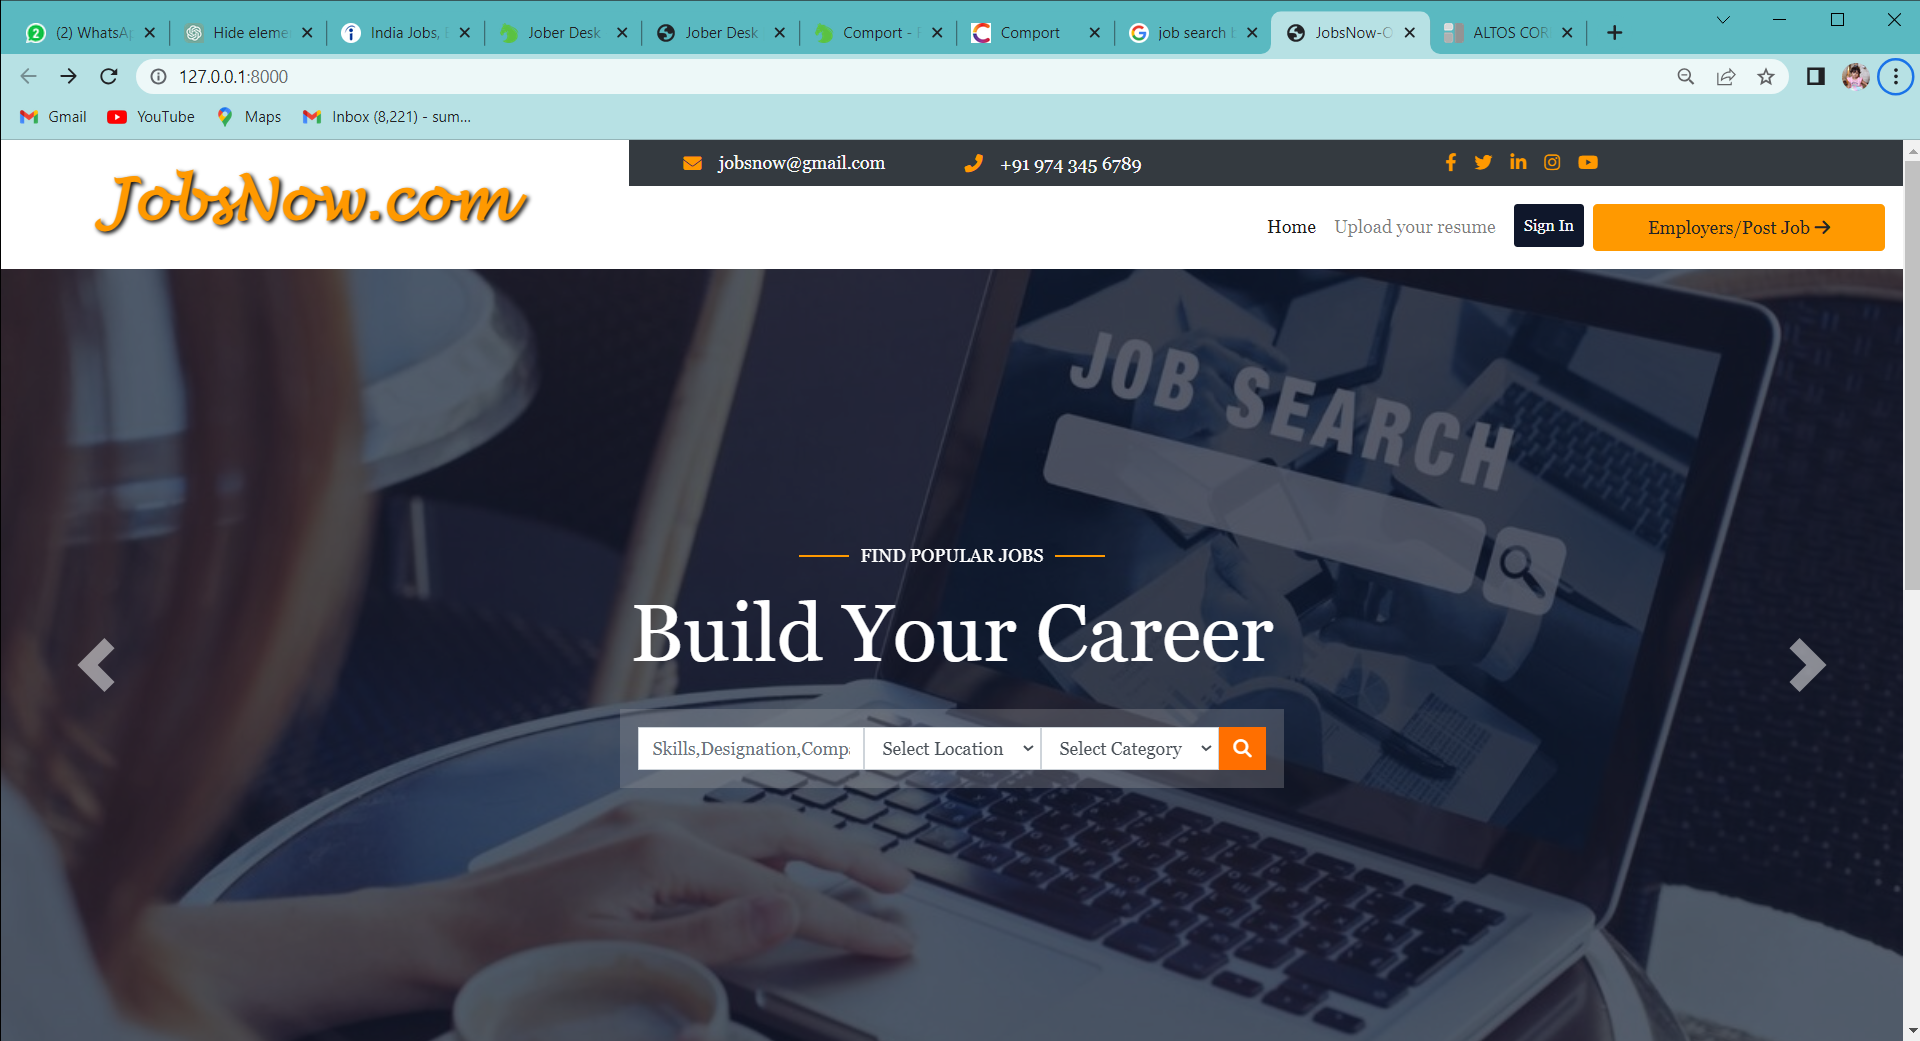 (2) WhatsA
Hide eleme
India Jobs,
Jober Desk
Jober Desk
Comport -
Comport
job search
JobsNow-O
ALTOS COR
127.0.0.1:8000
Gmail
YouTube
Maps
Inbox (8,221) - sum...
JobsNow.com
jobsnow@gmail.com
+91 974 345 6789
Home
Upload your resume
Sign In
Employers/Post Job
JOB SEARCH
FIND POPULAR JOBS
Build Your Career
Skills,Designation,Comp
Select Location
Select Category